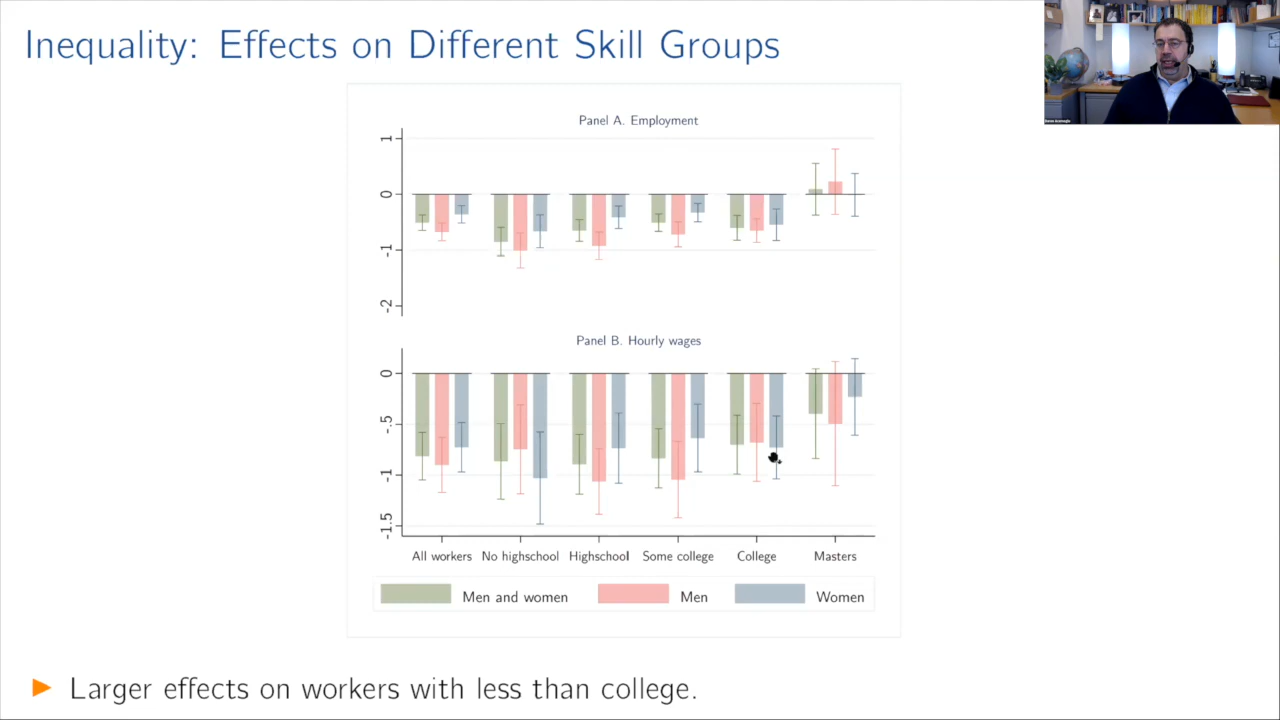 Inequality: Effects on Different Skill Groups
Panel A. Employment
1
0
-1
-2
Panel B. Hourly wages
0
-.5
-1
-1.5
All workers No highschool Highschool Some college College Masters
Men and women Men Women
Larger effects on workers with less than college.